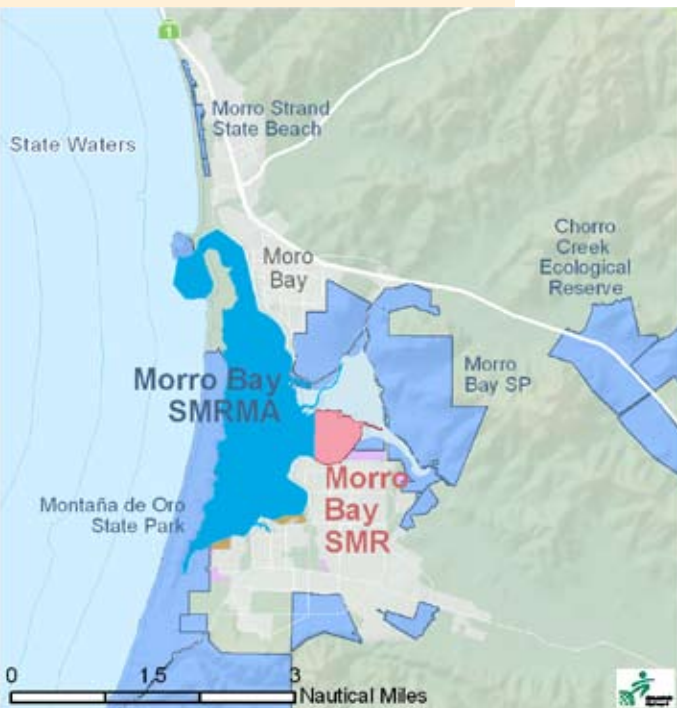 1
Morro Strand
State Beach
State Waters
Chorro
Creek
Ecological
Reserve
Moro
Bay
Morro
Bay SP
Morro Bay
SMRMA
Morro
Bay
SMR
Montaña de Oro
State Park
0 1.5 3
Nautical Miles